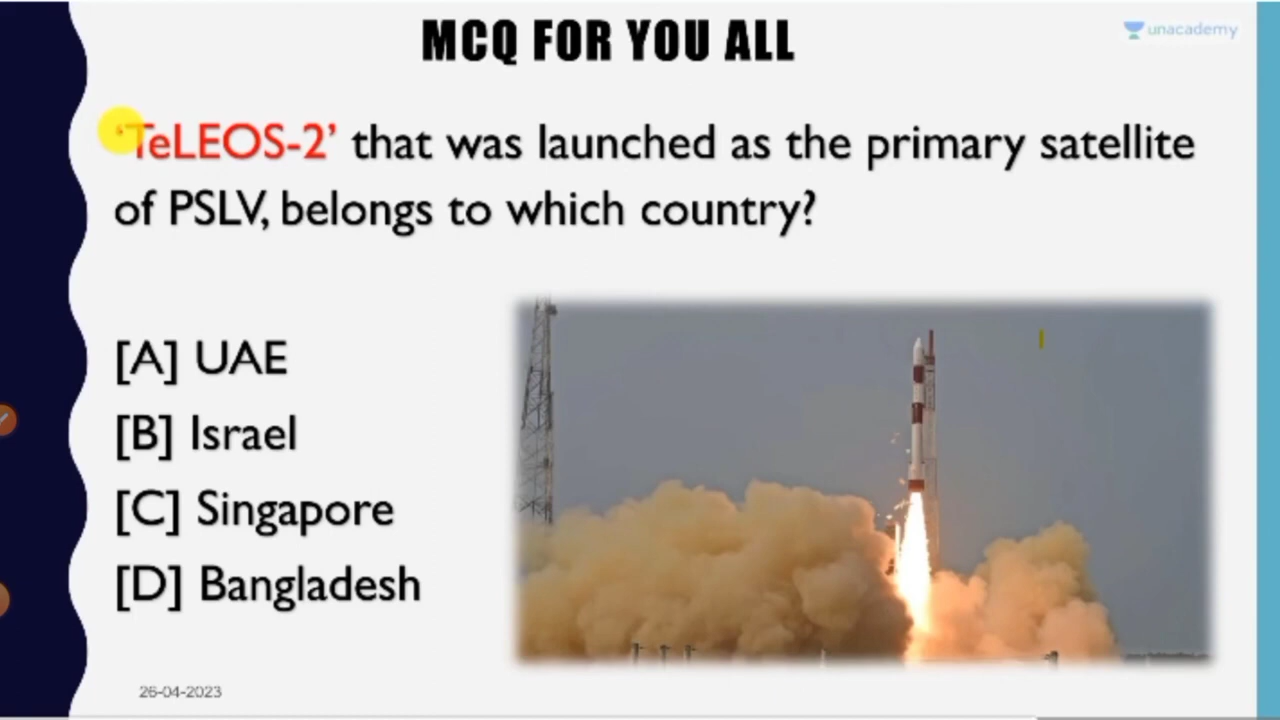 MCQ FOR YOU ALL
unacademy
‘TeLEOS-2’ that was launched as the primary satellite
of PSLV, belongs to which country?
[A] UAE
[B] Israel
[C] Singapore
[D] Bangladesh
26-04-2023